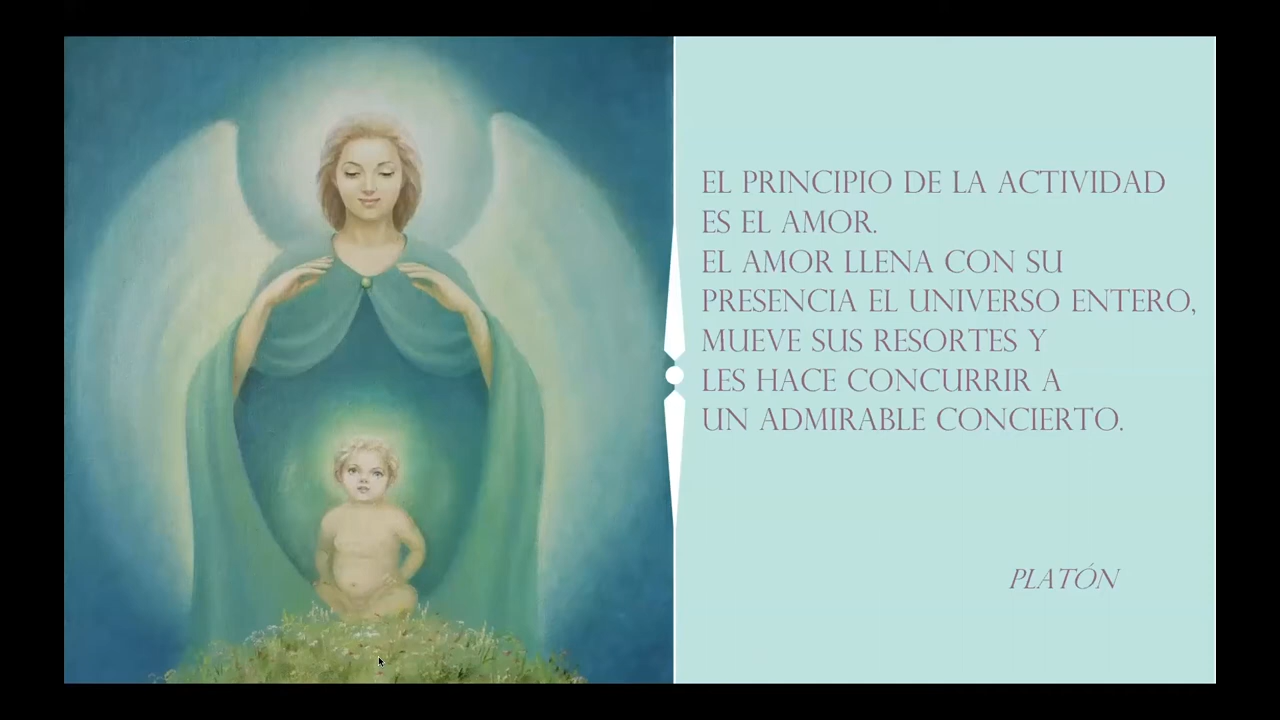 EL PRINCIPIO DE LA ACTIVIDAD
ES EL AMOR.
EL AMOR LLENA CON SU
PRESENCIA EL UNIVERSO ENTERO,
MUEVE SUS RESORTES Y
LES HACE CONCURRIR A
UN ADMIRABLE CONCIERTO.
PLATÓN